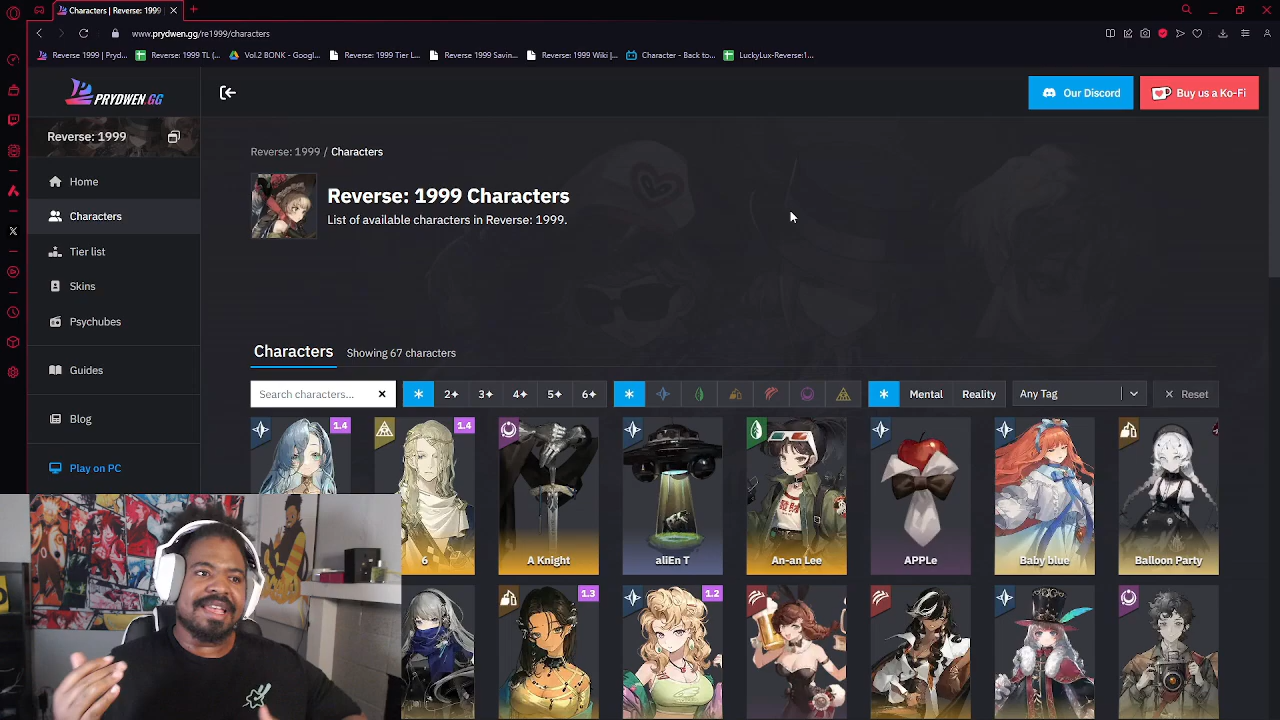 Characters | Reverse: 1999
www.prydwen.gg/re1999/characters
Reverse 1999 | Pryd...
Reverse: 1999 TL (...
Vol.2 BONK - Googl...
Reverse: 1999 Tier L...
Reverse 1999 Savin...
Reverse: 1999 Wiki |...
Character - Back to...
LuckyLux-Reverse:1...
PRYDWEN.GG
Our Discord
Buy us a Ko-Fi
Reverse: 1999
Home
Characters
Tier list
Skins
Psychubes
Guides
Blog
Play on PC
Reverse: 1999 / Characters
Reverse: 1999 Characters
List of available characters in Reverse: 1999.
Characters
Showing 67 characters
Search characters...
2
3
4
5
6
Mental
Reality
Any Tag
Reset
1.4
1.4
6
A Knight
aliEn T
An-an Lee
APPLe
Baby blue
Balloon Party
1.3
1.2